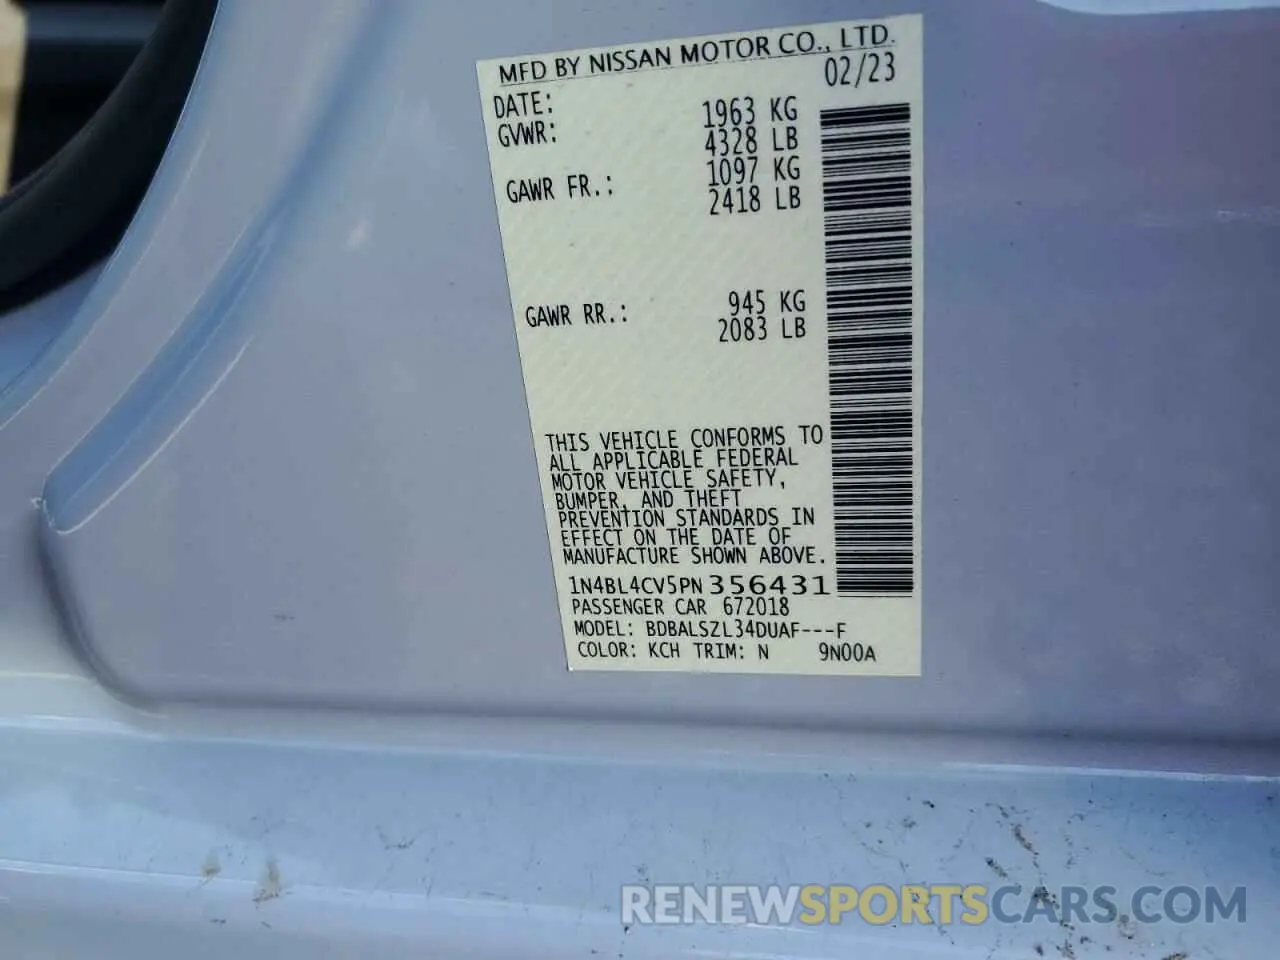 MFD BY NISSAN MOTOR CO., LTD.
DATE: 02/23
GVWR: 1963 KG
4328 LB
GAWR FR.: 1097 KG
2418 LB
GAWR RR.: 945 KG
2083 LB
THIS VEHICLE CONFORMS TO
ALL APPLICABLE FEDERAL
MOTOR VEHICLE SAFETY,
BUMPER, AND THEFT
PREVENTION STANDARDS IN
EFFECT ON THE DATE OF
MANUFACTURE SHOWN ABOVE.
1N4BL4CV5PN356431
PASSENGER CAR 672018
MODEL: BDBALSZL34DUAF---F
COLOR: KCH TRIM: N 9N00A
RENEWSPORTSCARS.COM